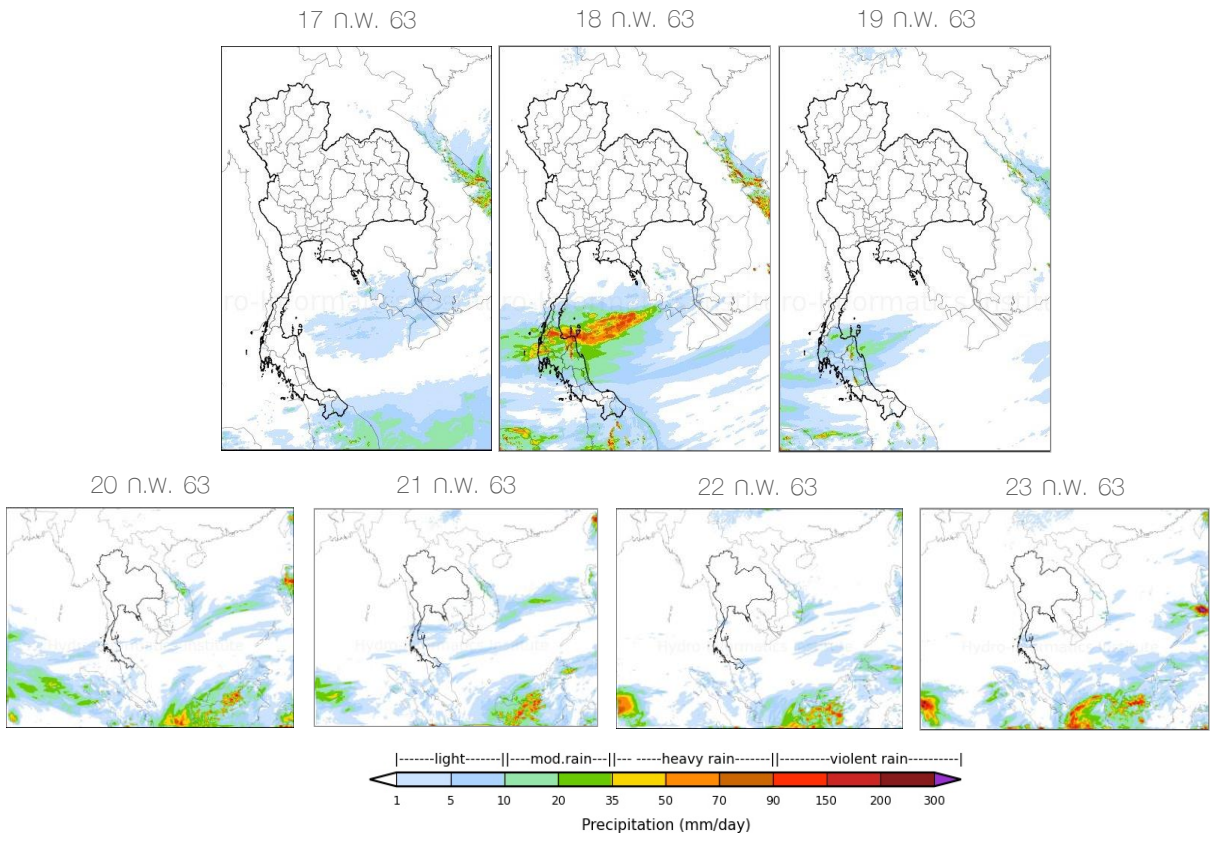 17 ก.พ. 63
18 ก.พ. 63
19 ก.พ. 63
20 ก.พ. 63
21 ก.พ. 63
22 ก.พ. 63
23 ก.พ. 63
|------light-------||---mod.rain---||--- -----heavy rain-----||---------violent rain--------|
1 5 10 20 35 50 70 90 150 200 300
Precipitation (mm/day)